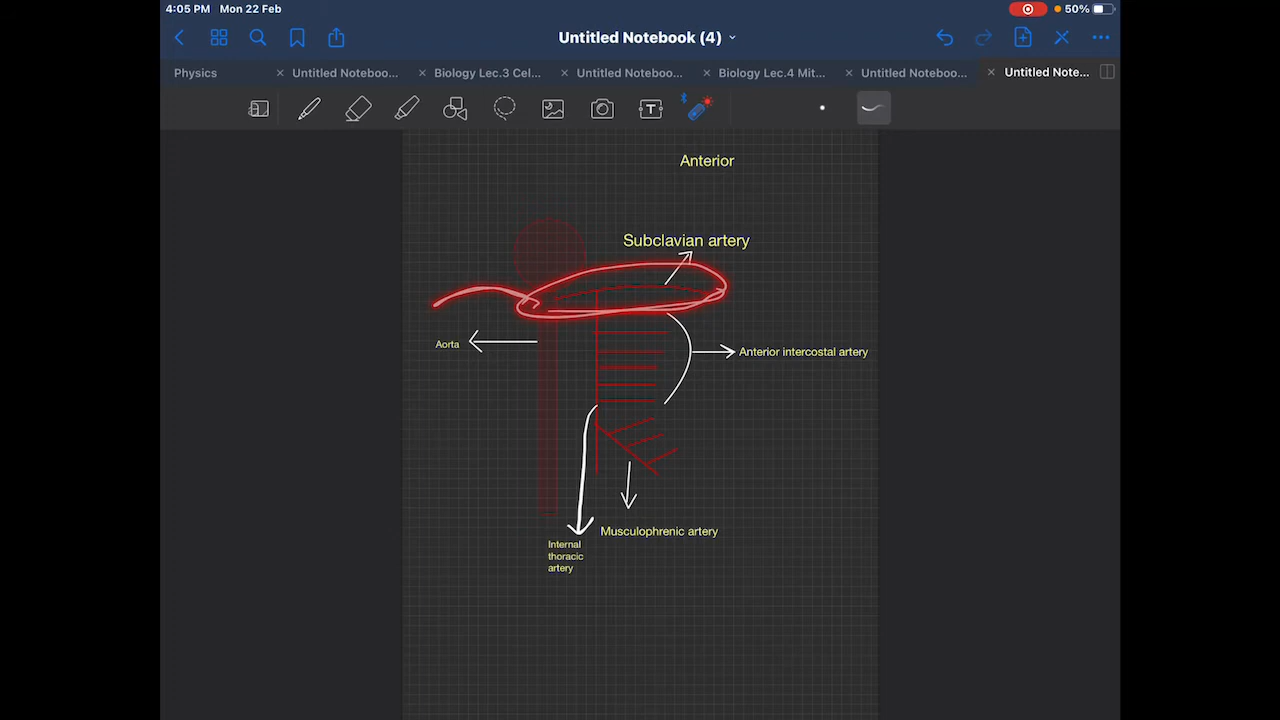 4:05 PM Mon 22 Feb
50%
Untitled Notebook (4)
Physics
Untitled Noteboo...
Biology Lec.3 Cel...
Untitled Noteboo...
Biology Lec.4 Mit...
Untitled Noteboo...
Untitled Note...
T
Anterior
Subclavian artery
Aorta
Anterior intercostal artery
Musculophrenic artery
Internal
thoracic
artery